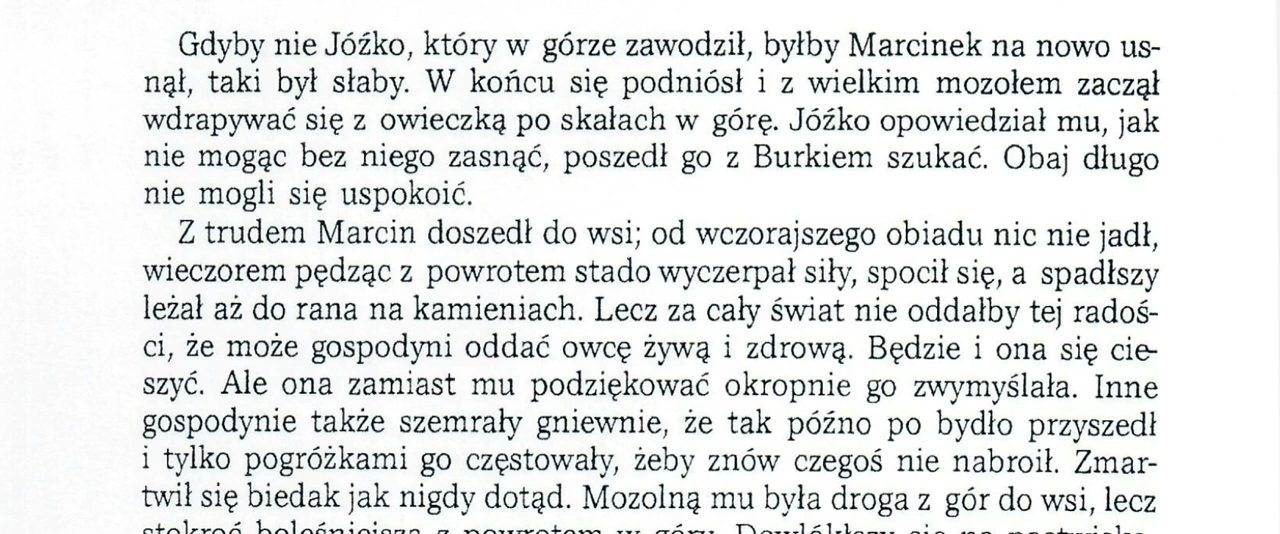 Gdyby nie Jóźko, który w górze zawodził, byłby Marcinek na nowo us-
nął, taki był słaby. W końcu się podniósł i z wielkim mozołem zaczął
wdrapywać się z owieczką po skałach w górę. Jóźko opowiedział mu, jak
nie mogąc bez niego zasnąć, poszedł go z Burkiem szukać. Obaj długo
nie mogli się uspokoić.
Z trudem Marcin doszedł do wsi; od wczorajszego obiadu nic nie jadł,
wieczorem pędząc z powrotem stado wyczerpał siły, spocił się, a spadłszy
leżał aż do rana na kamieniach. Lecz za cały świat nie oddałby tej radoś-
ci, że może gospodyni oddać owcę żywą i zdrową. Będzie i ona się cie-
szyć. Ale ona zamiast mu podziękować okropnie go zwymyślała. Inne
gospodynie także szemrały gniewnie, że tak późno po bydło przyszedł
i tylko pogróżkami go częstowały, żeby znów czegoś nie nabroił. Zmar-
twił się biedak jak nigdy dotąd. Mozolną mu była droga z gór do wsi, lecz
z powrotem w góry.